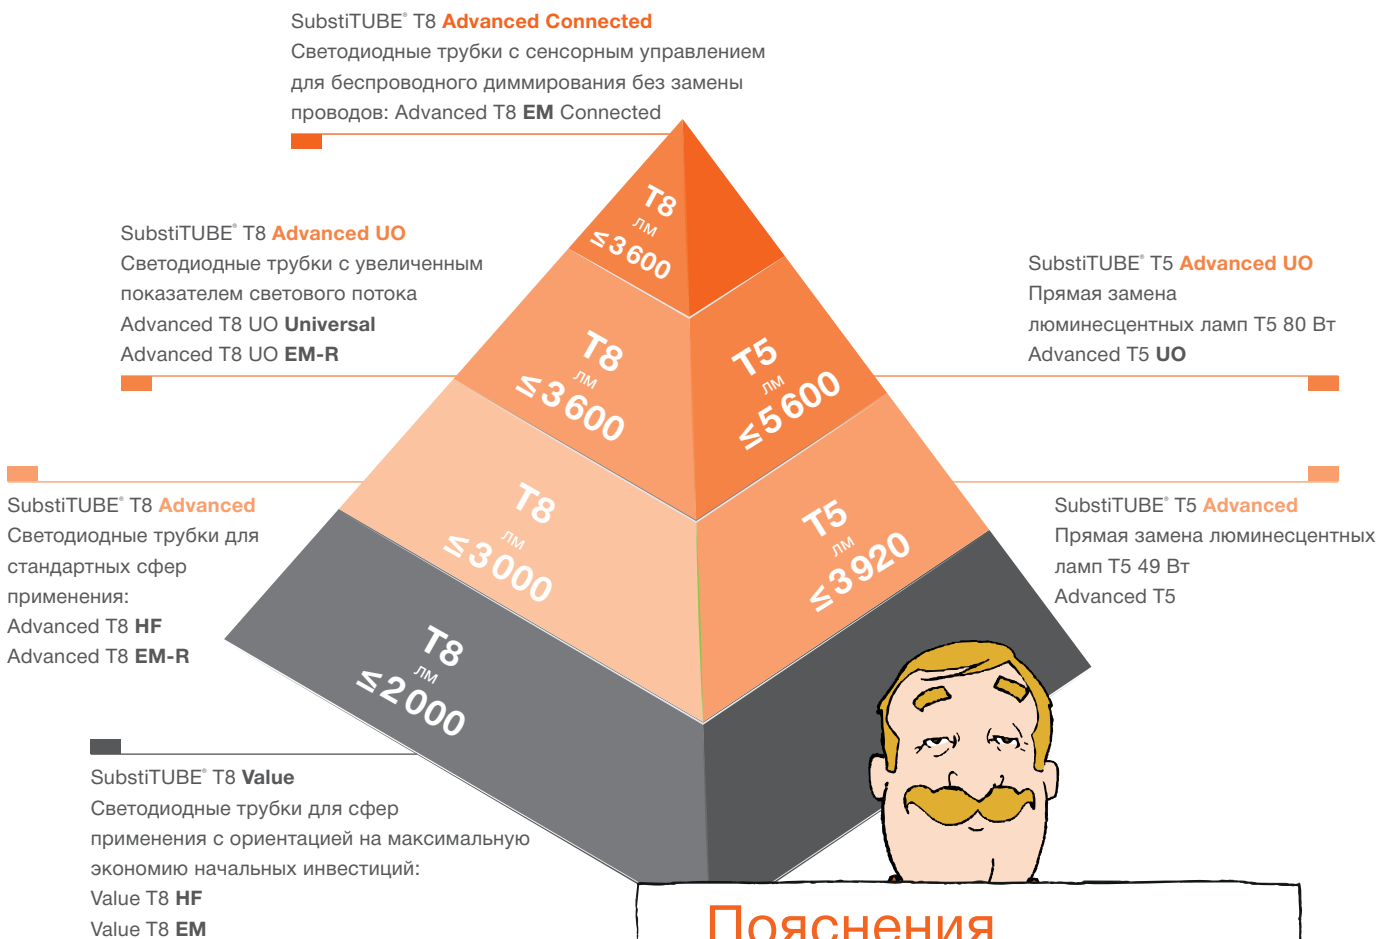 SubstiTUBE® T8 Advanced Connected
Светодиодные трубки с сенсорным управлением
для беспроводного диммирования без замены
проводов: Advanced T8 EM Connected
SubstiTUBE® T8 Advanced UO
Светодиодные трубки с увеличенным
показателем светового потока
Advanced T8 UO Universal
Advanced T8 UO EM-R
SubstiTUBE® T5 Advanced UO
Прямая замена
люминесцентных ламп T5 80 Вт
Advanced T5 UO
SubstiTUBE® T8 Advanced
Светодиодные трубки для
стандартных сфер
применения:
Advanced T8 HF
Advanced T8 EM-R
SubstiTUBE® T5 Advanced
Прямая замена люминесцентных
ламп T5 49 Вт
Advanced T5
SubstiTUBE® T8 Value
Светодиодные трубки для сфер
применения с ориентацией на максимальную
экономию начальных инвестиций:
Value T8 HF
Value T8 EM
T8
лм
≤3600
T8
лм
≤3600
T5
лм
≤5600
T8
лм
≤3000
T5
лм
≤3920
T8
лм
≤2000
Пояснения